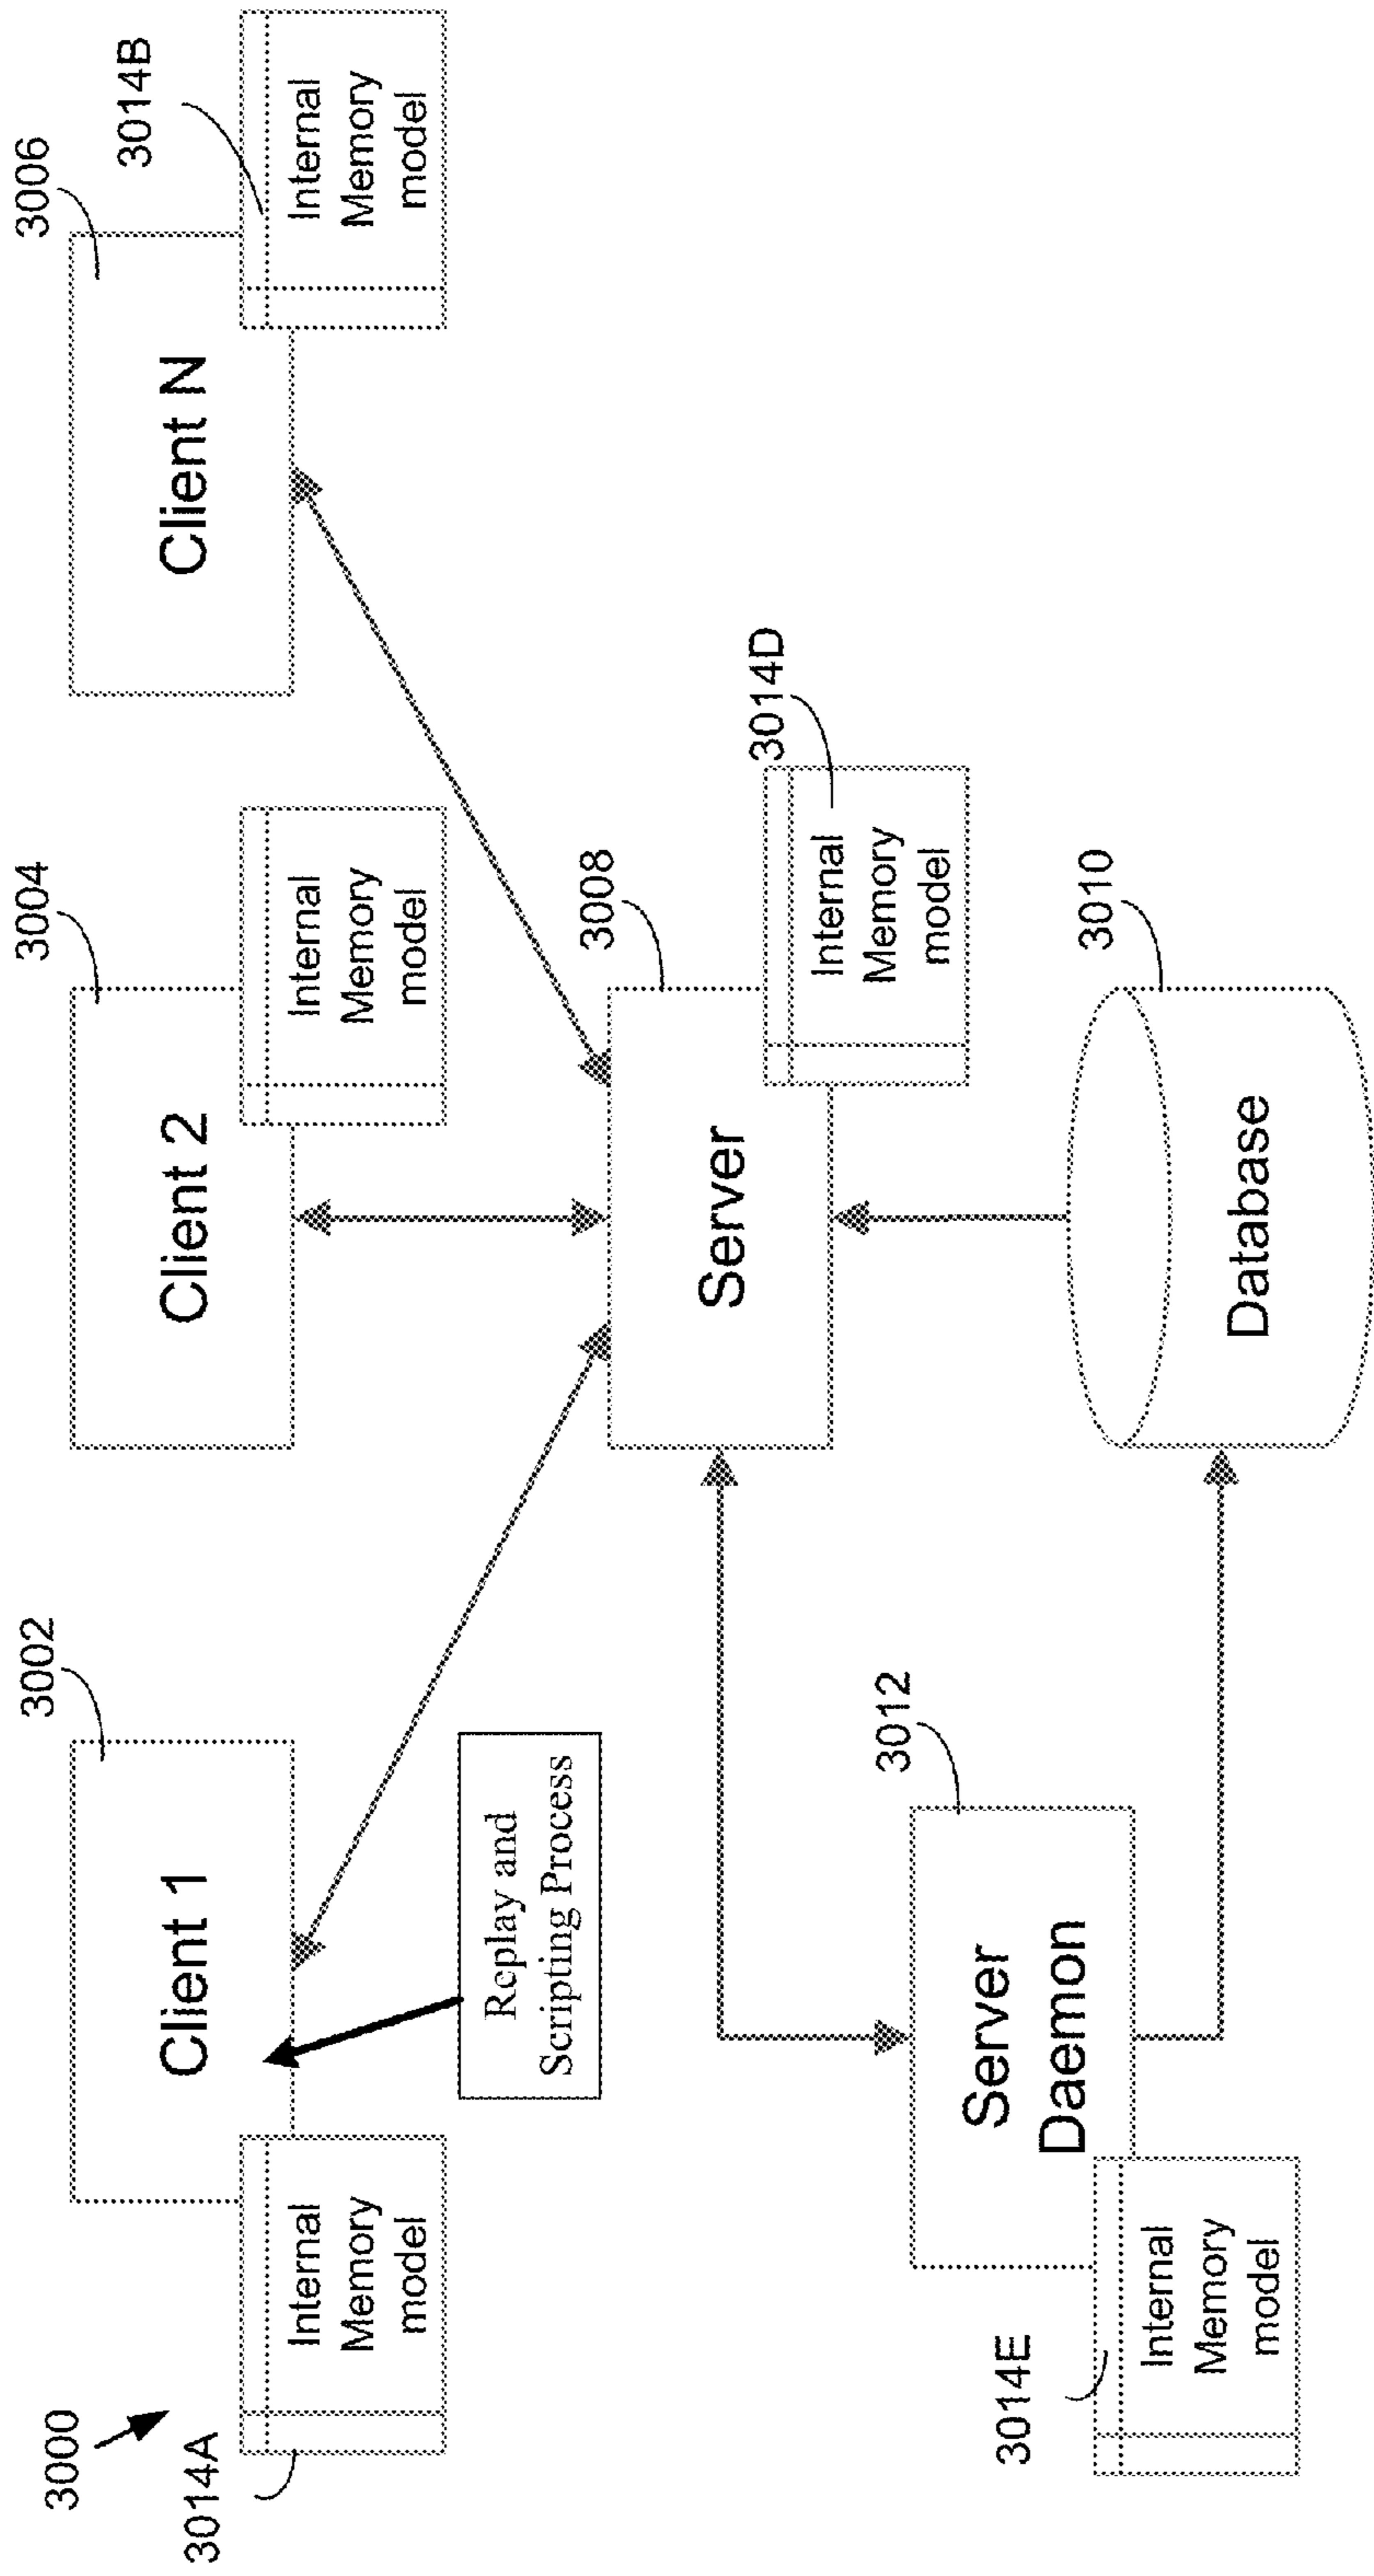 3000
3002
3004
3006
Client 1
Client 2
Client N
3014A
Internal
Memory
model
Internal
Memory
model
3014B
Internal
Memory
model
Replay and
Scripting Process
3008
Server
3014D
Internal
Memory
model
3012
Server
Daemon
3014E
Internal
Memory
model
3010
Database